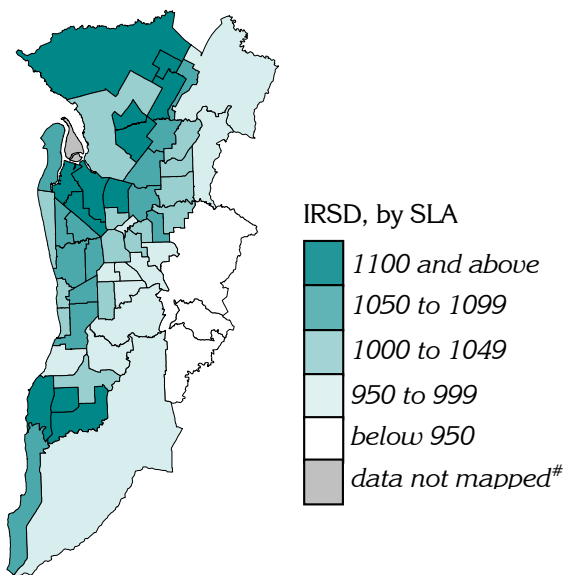 IRSD, by SLA
1100 and above
1050 to 1099
1000 to 1049
950 to 999
below 950
data not mapped#